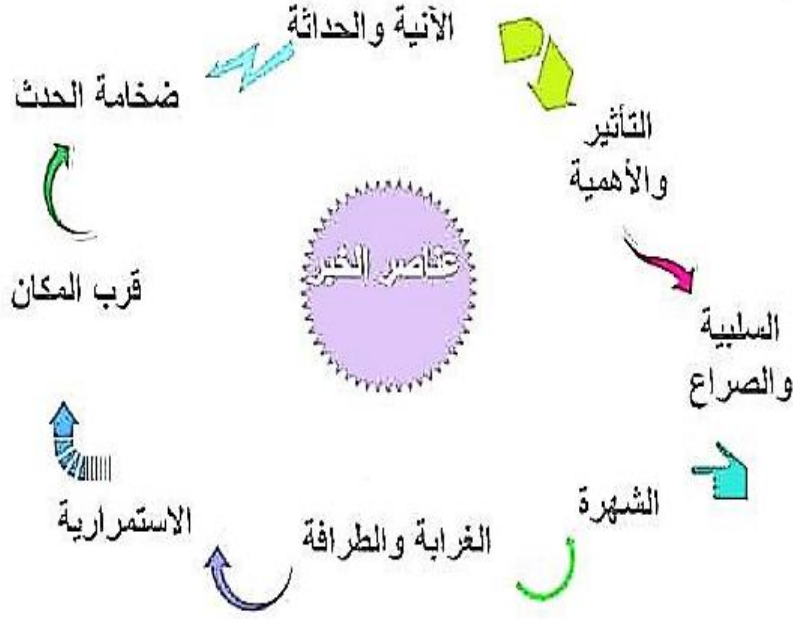 الآنية والحداثة
التأثير
والأهمية
السلبية
والصراع
الشهرة
الغرابة والطرافة
الاستمرارية
قرب المكان
ضخامة الحدث
عناصر الخبر